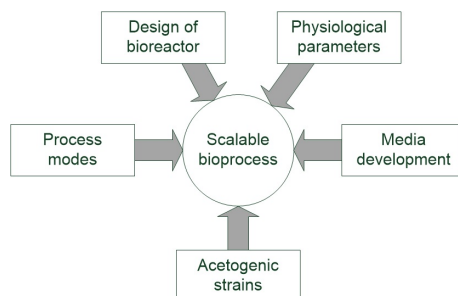 Design of
bioreactor
Physiological
parameters
Process
modes
Scalable
bioprocess
Media
development
Acetogenic
strains